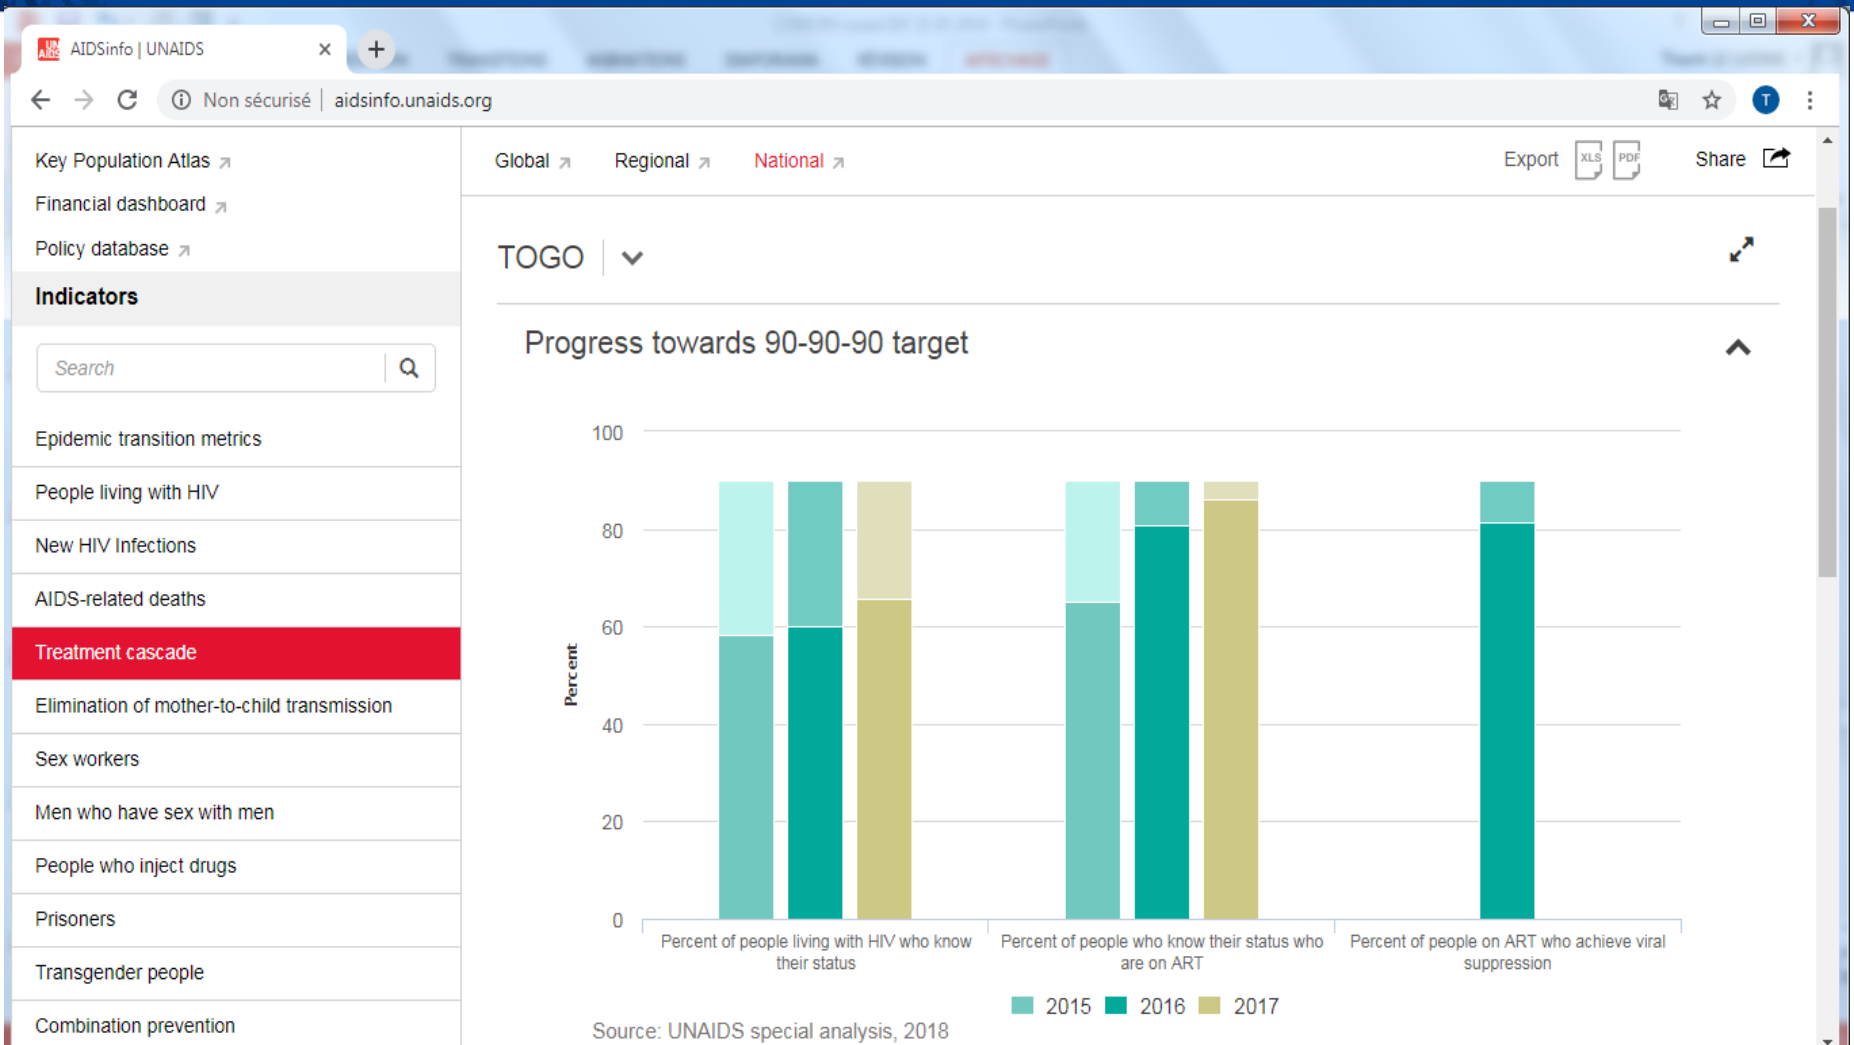 AIDSinfo | UNAIDS
Non sécurisé | aidsinfo.unaids.org
T
Key Population Atlas
Financial dashboard
Policy database
Indicators
Search
Epidemic transition metrics
People living with HIV
New HIV Infections
AIDS-related deaths
Treatment cascade
Elimination of mother-to-child transmission
Sex workers
Men who have sex with men
People who inject drugs
Prisoners
Transgender people
Combination prevention
Global Regional National Export XLS PDF Share
TOGO
Progress towards 90-90-90 target
100
80
60
40
20
0
Percent
Percent of people living with HIV who know
their status
Percent of people who know their status who
are on ART
Percent of people on ART who achieve viral
suppression
2015 2016 2017
Source: UNAIDS special analysis, 2018